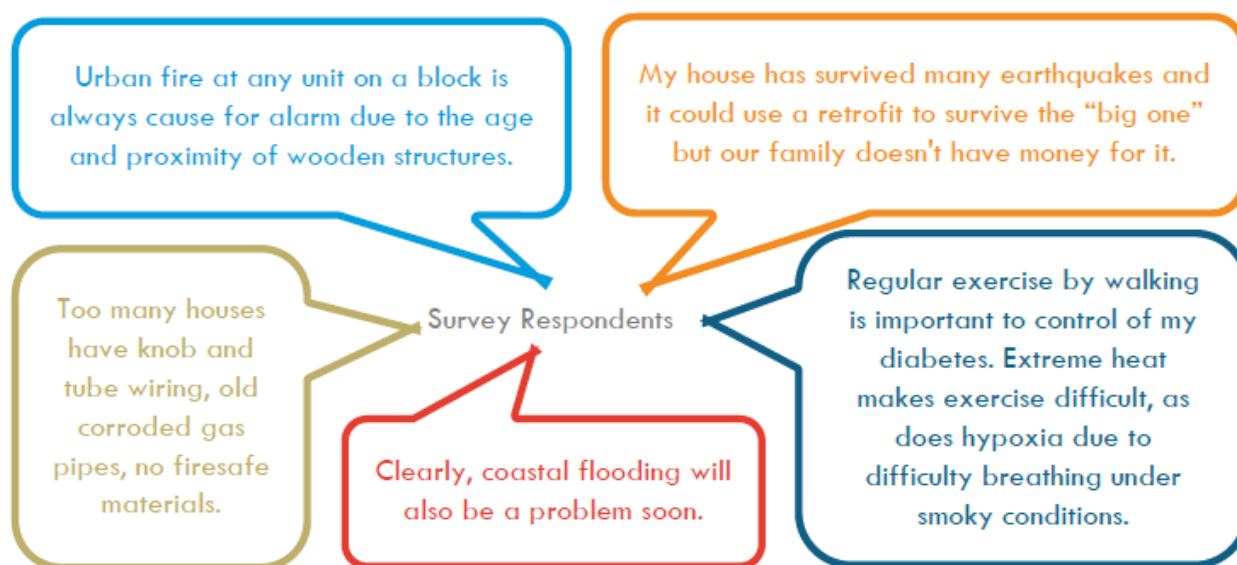 Urban fire at any unit on a block is
always cause for alarm due to the age
and proximity of wooden structures.
My house has survived many earthquakes and
it could use a retrofit to survive the “big one”
but our family doesn't have money for it.
Too many houses
have knob and
tube wiring, old
corroded gas
pipes, no firesafe
materials.
Survey Respondents
Regular exercise by walking
is important to control of my
diabetes. Extreme heat
makes exercise difficult, as
does hypoxia due to
difficulty breathing under
smoky conditions.
Clearly, coastal flooding will
also be a problem soon.